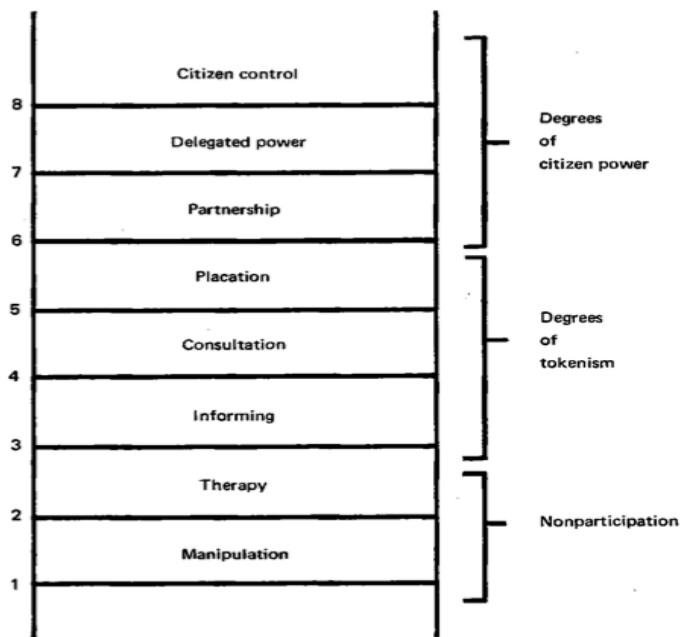 Citizen control
8
Delegated power
7
Partnership
6
Placation
5
Consultation
4
Informing
3
Therapy
2
Manipulation
1
Degrees
of
citizen power
Degrees
of
tokenism
Nonparticipation